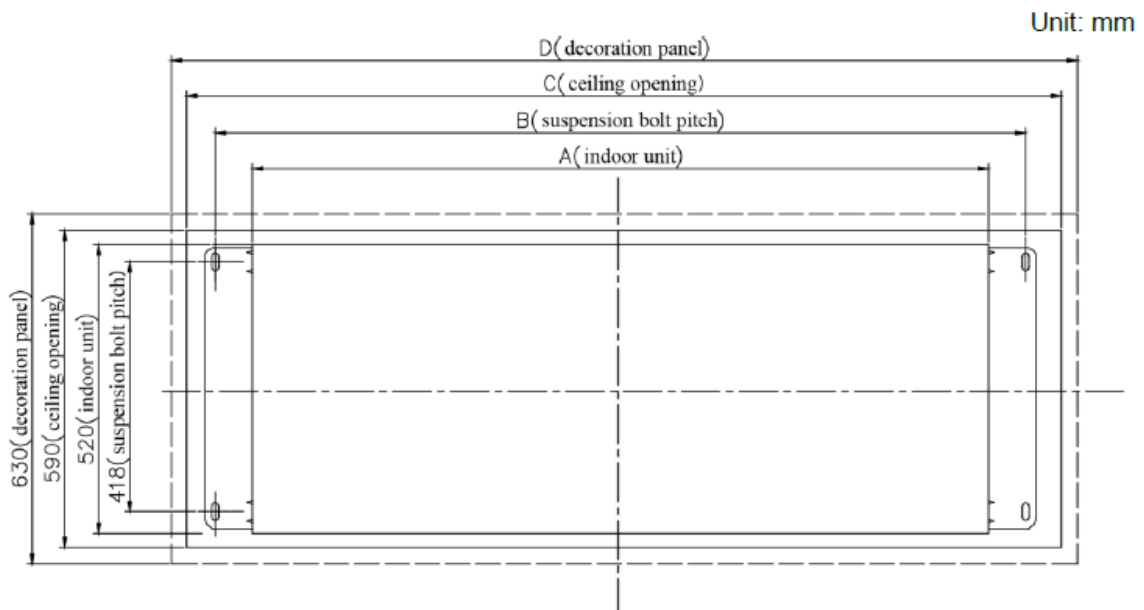 Unit: mm
D( decoration panel)
C( ceiling opening)
B( suspension bolt pitch)
A( indoor unit)
630( decoration panel)
590( ceiling opening)
520( indoor unit)
418( suspension bolt pitch)